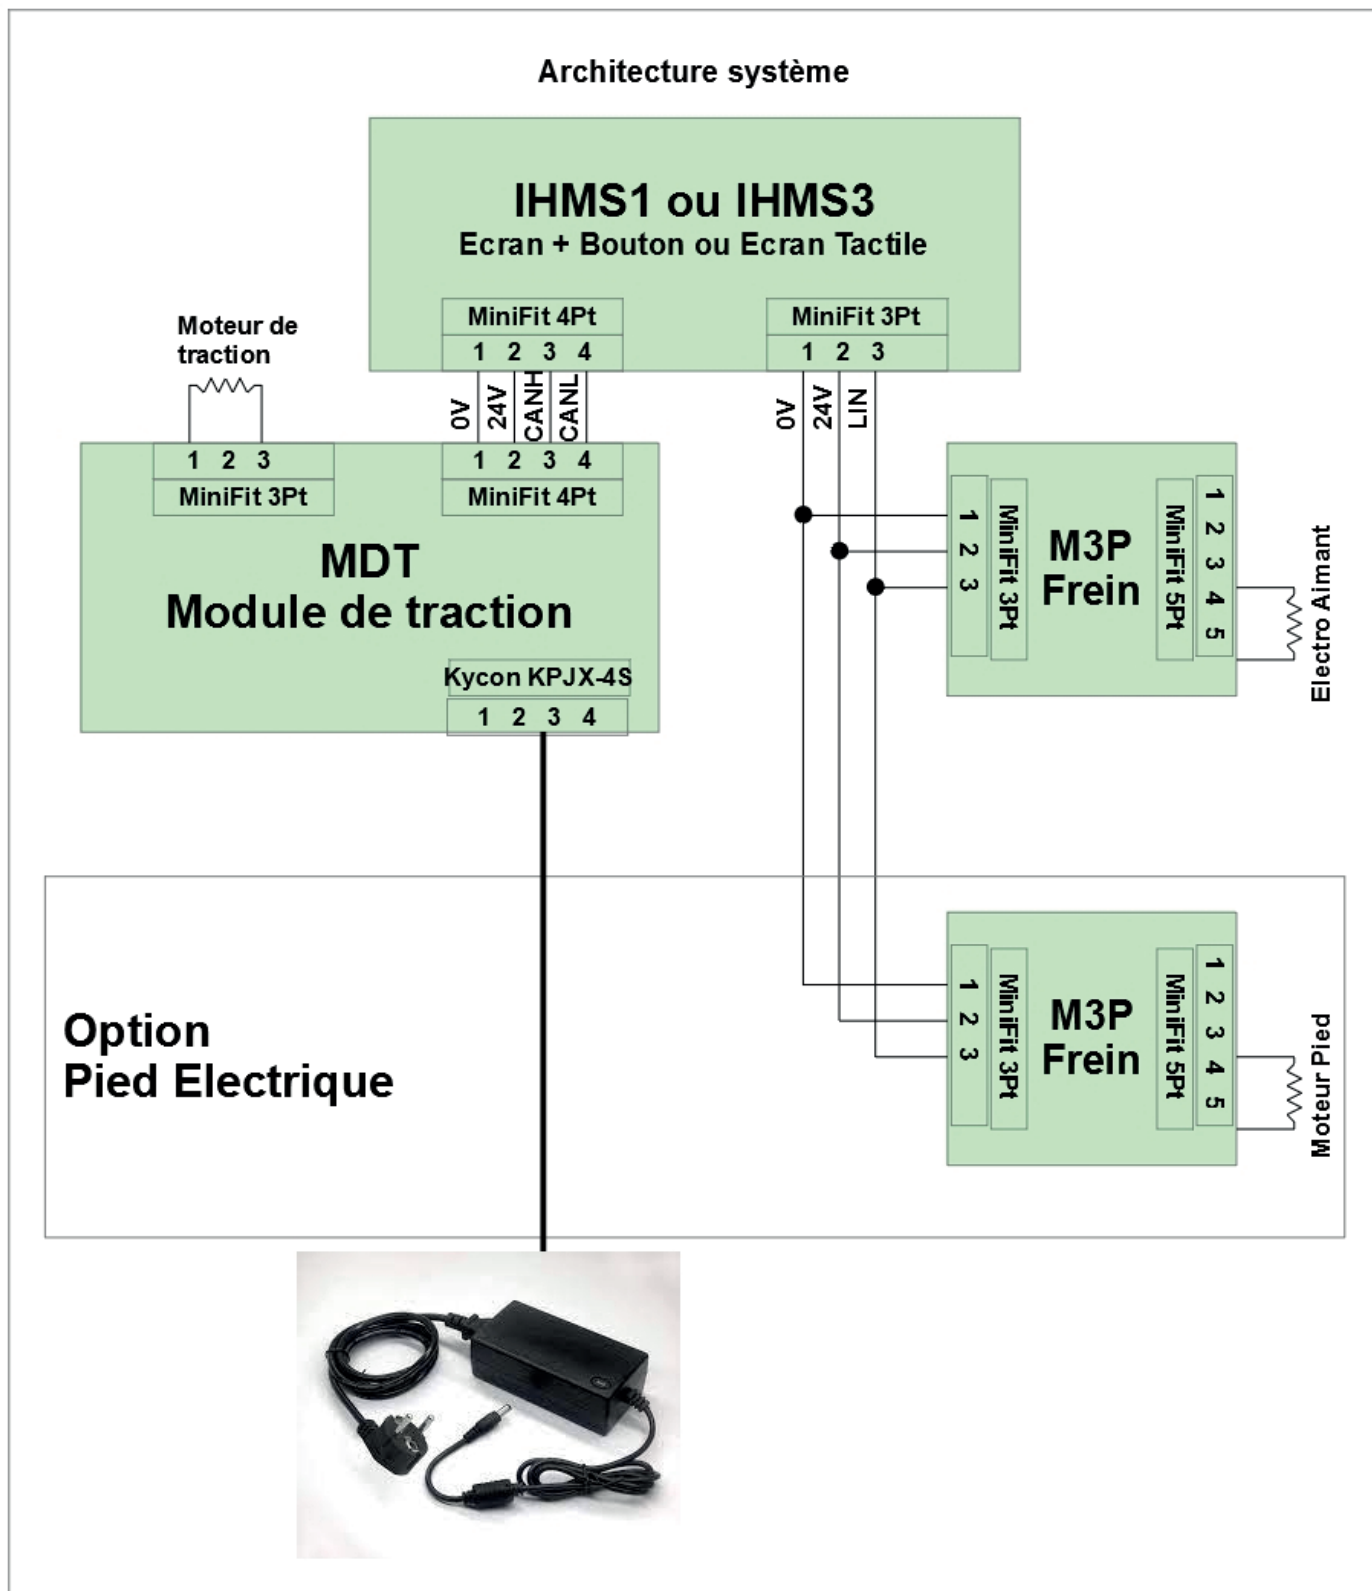 Architecture système
IHMS1 ou IHMS3
Ecran + Bouton ou Ecran Tactile
MiniFit 4Pt
1 2 3 4
MiniFit 3Pt
1 2 3
Moteur de
traction
0V
24V
CANH
CANL
0V
24V
LIN
1 2 3
MiniFit 3Pt
1 2 3 4
MiniFit 4Pt
MDT
Module de traction
Kycon KPJX-4S
1 2 3 4
1 2 3
MiniFit 3Pt
M3P
Frein
MiniFit 5Pt
1 2 3 4 5
Electro Aimant
Option
Pied Electrique
1 2 3
MiniFit 3Pt
M3P
Frein
MiniFit 5Pt
1 2 3 4 5
Moteur Pied